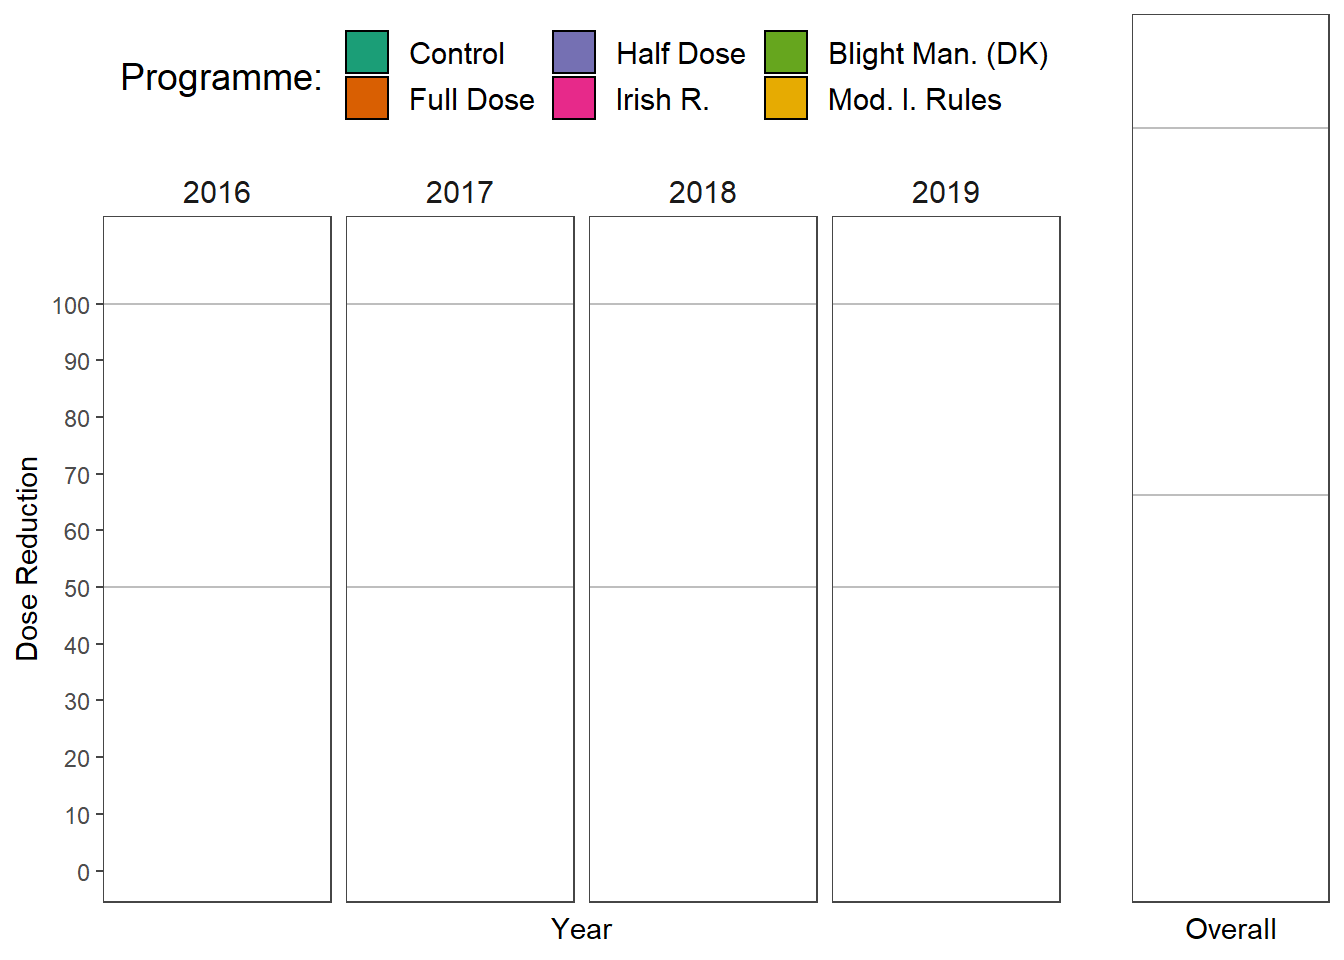 Programme:
Control
Half Dose
Blight Man. (DK)
Full Dose
Irish R.
Mod. I. Rules
2016
2017
2018
2019
100
90
80
70
60
50
40
30
20
10
0
Dose Reduction
Year
Overall